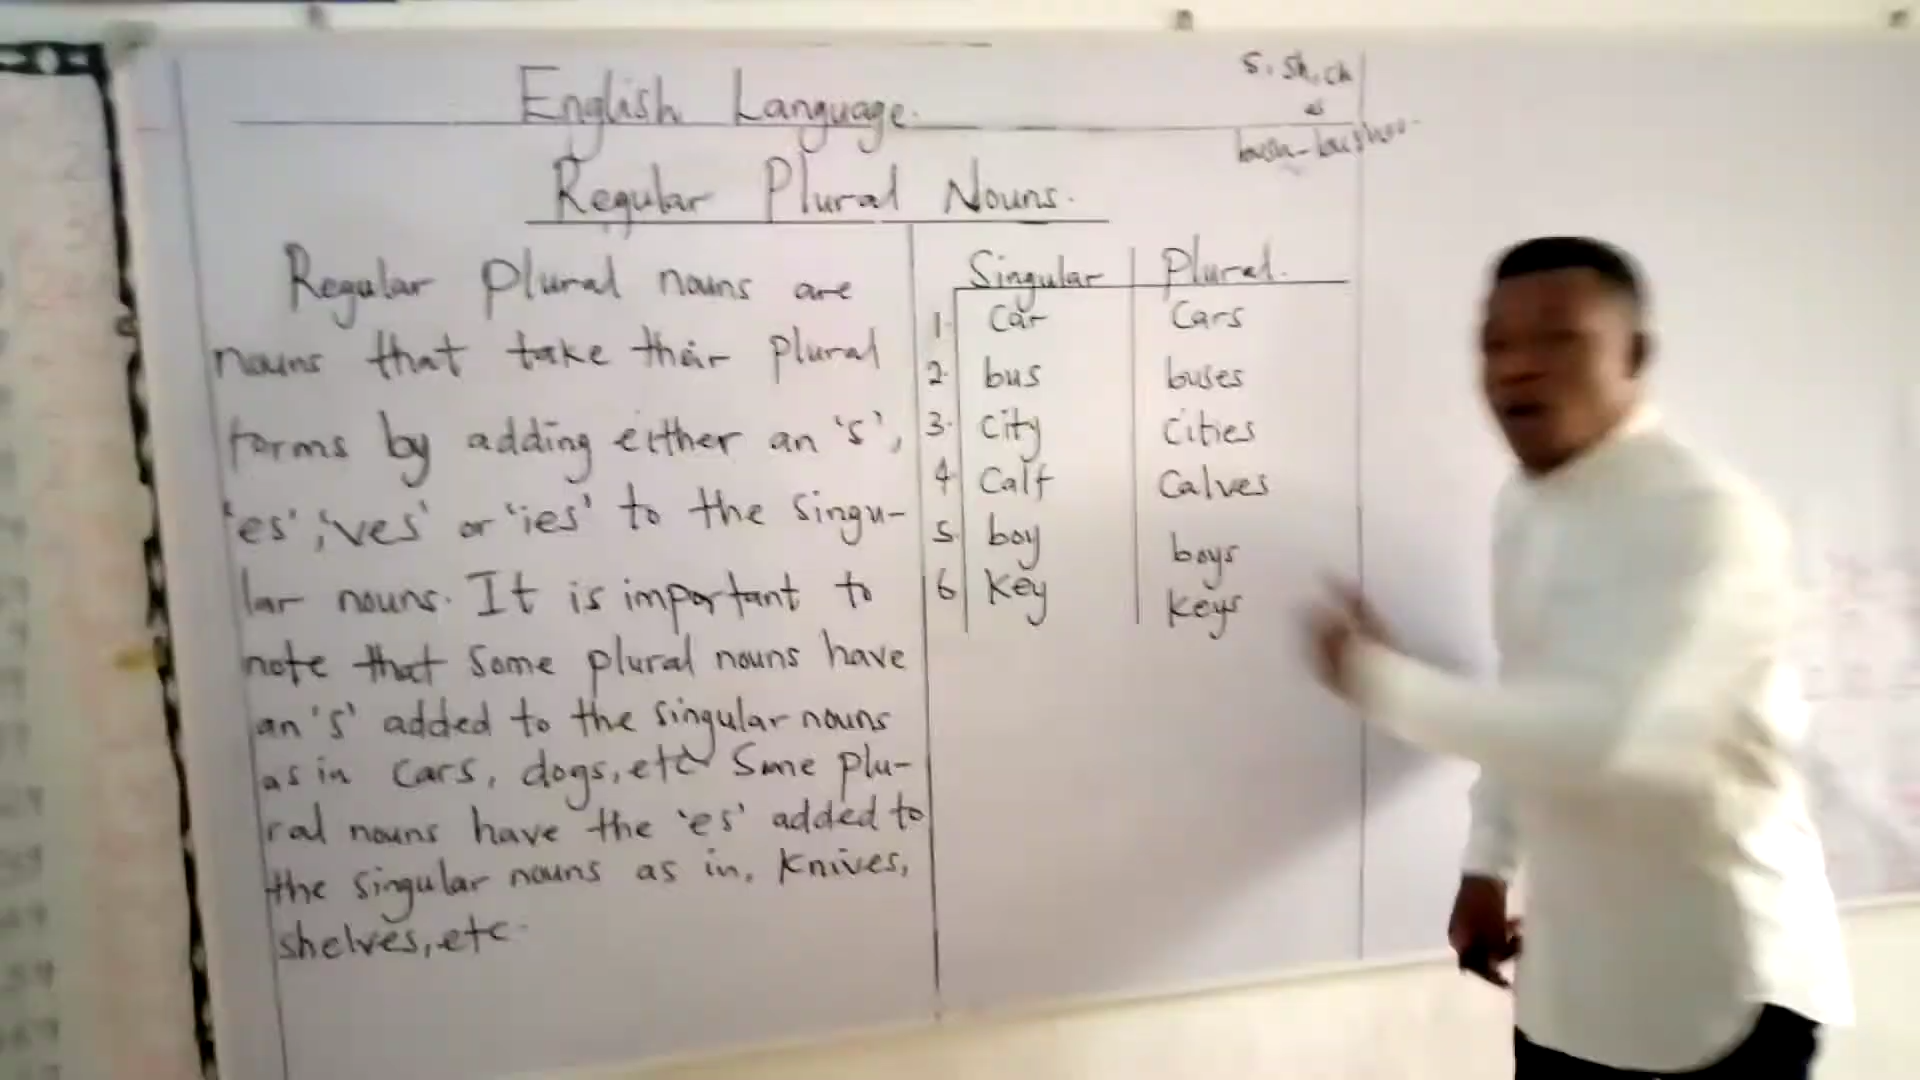 English Language.
s, sh, ch
es
Regular Plural Nouns.
Regular plural nouns are
nouns that take their plural
forms by adding either an 's',
'es', 'ves' or 'ies' to the singu-
lar nouns. It is important to
note that some plural nouns have
an 's' added to the singular nouns
as in cars, dogs, etc Some plu-
ral nouns have the 'es' added to
the singular nouns as in, knives,
shelves, etc.
Singular Plural.
1. Car Cars
2. bus buses
3. City Cities
4 Calf Calves
5. boy boys
6 Key Keys